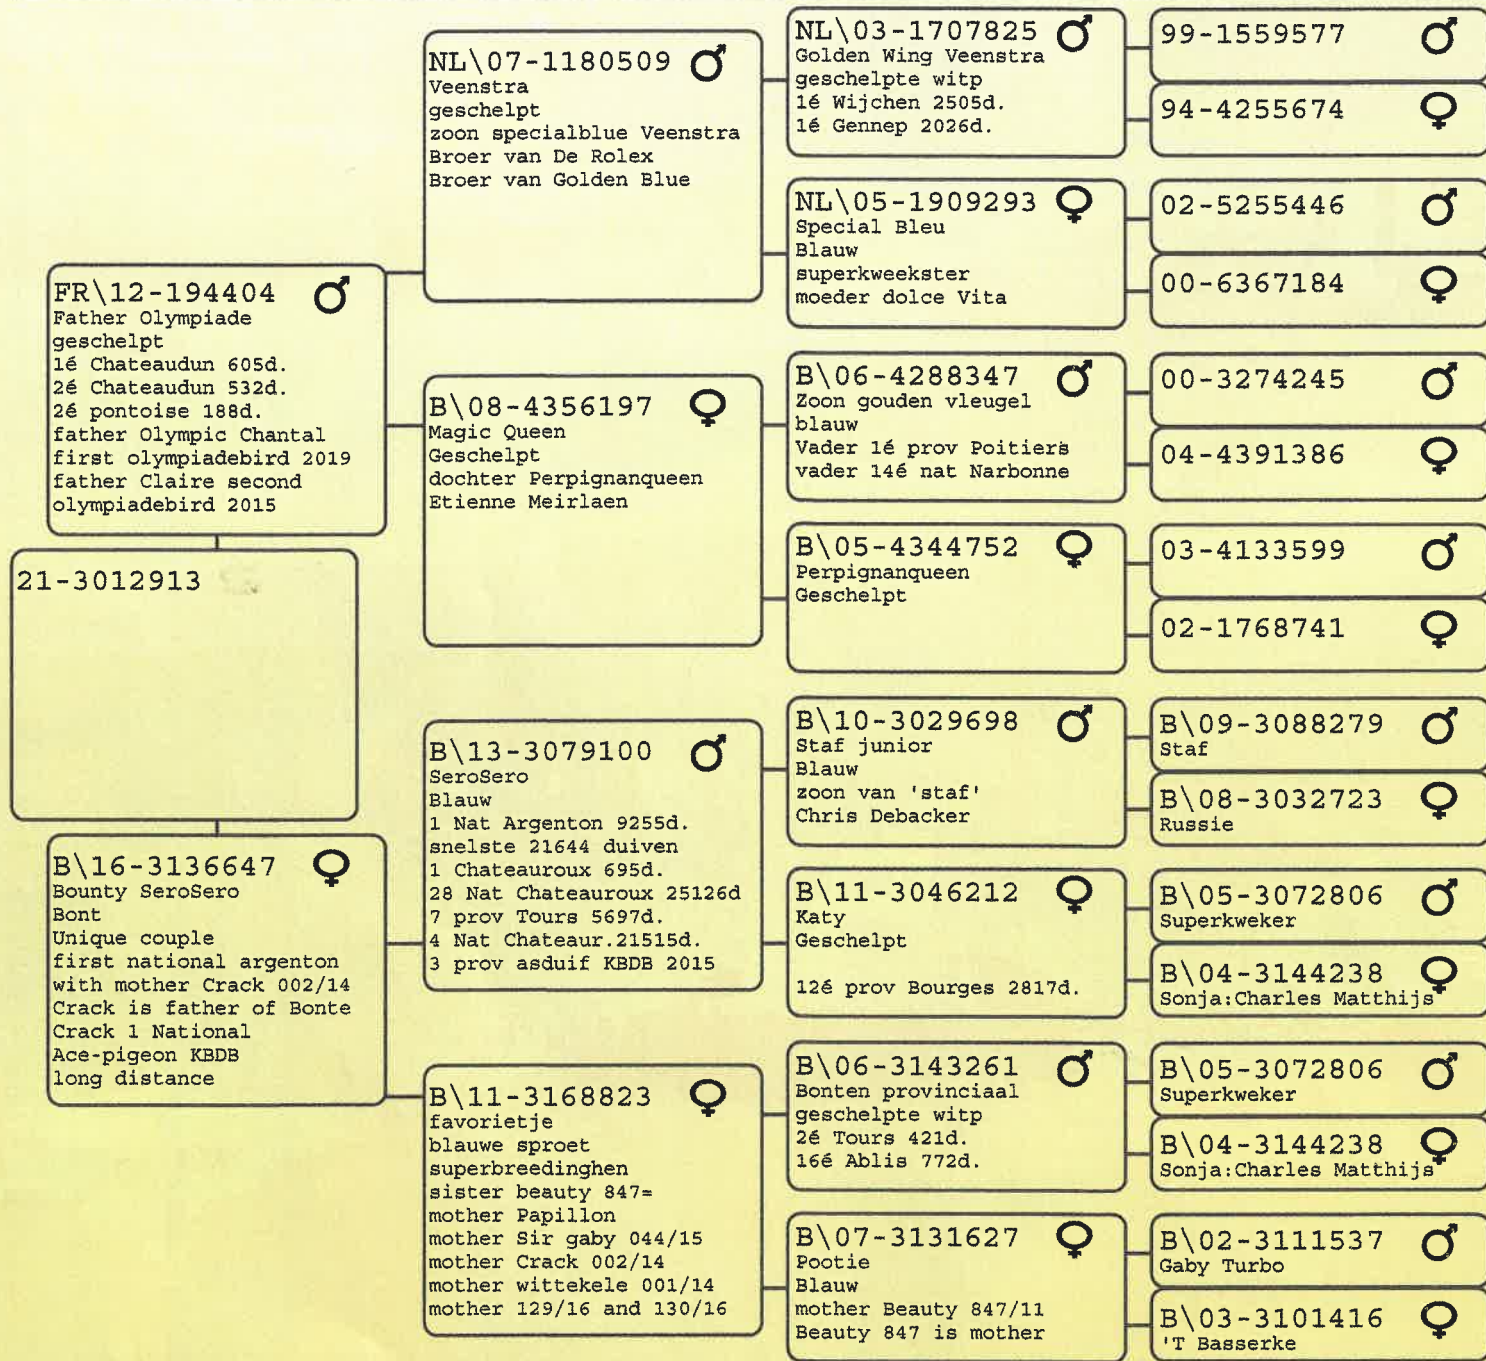 21-3012913
FR\12-194404 ♂
Father Olympiade
geschelpt
1é Chateaudun 605d.
2é Chateaudun 532d.
2é pontoise 188d.
father Olympic Chantal
first olympiadebird 2019
father Claire second
olympiadebird 2015
B\16-3136647 ♀
Bounty SeroSero
Bont
Unique couple
first national argenton
with mother Crack 002/14
Crack is father of Bonte
Crack 1 National
Ace-pigeon KBDB
long distance
NL\07-1180509 ♂
Veenstra
geschelpt
zoon specialblue Veenstra
Broer van De Rolex
Broer van Golden Blue
B\08-4356197 ♀
Magic Queen
Geschelpt
dochter Perpignanqueen
Etienne Meirlaen
B\13-3079100 ♂
SeroSero
Blauw
1 Nat Argenton 9255d.
snelste 21644 duiven
1 Chateauroux 695d.
28 Nat Chateauroux 25126d
7 prov Tours 5697d.
4 Nat Chateaur.21515d.
3 prov asduif KBDB 2015
B\11-3168823 ♀
favorietje
blauwe sproet
superbreedinghen
sister beauty 847=
mother Papillon
mother Sir gaby 044/15
mother Crack 002/14
mother wittekele 001/14
mother 129/16 and 130/16
NL\03-1707825 ♂
Golden Wing Veenstra
geschelpte witp
1é Wijchen 2505d.
1é Gennep 2026d.
NL\05-1909293 ♀
Special Bleu
Blauw
superkweekster
moeder dolce Vita
B\06-4288347 ♂
Zoon gouden vleugel
blauw
Vader 1é prov Poitiers
vader 14é nat Narbonne
B\05-4344752 ♀
Perpignanqueen
Geschelpt
B\10-3029698 ♂
Staf junior
Blauw
zoon van 'staf'
Chris Debacker
B\11-3046212 ♀
Katy
Geschelpt
12é prov Bourges 2817d.
B\06-3143261 ♂
Bonten provinciaal
geschelpte witp
2é Tours 421d.
16é Ablis 772d.
B\07-3131627 ♀
Pootie
Blauw
mother Beauty 847/11
Beauty 847 is mother
99-1559577 ♂
94-4255674 ♀
02-5255446 ♂
00-6367184 ♀
00-3274245 ♂
04-4391386 ♀
03-4133599 ♂
02-1768741 ♀
B\09-3088279 ♂
Staf
B\08-3032723 ♀
Russie
B\05-3072806 ♂
Superkweker
B\04-3144238 ♀
Sonja:Charles Matthijs
B\05-3072806 ♂
Superkweker
B\04-3144238 ♀
Sonja:Charles Matthijs
B\02-3111537 ♂
Gaby Turbo
B\03-3101416 ♀
'T Basserke